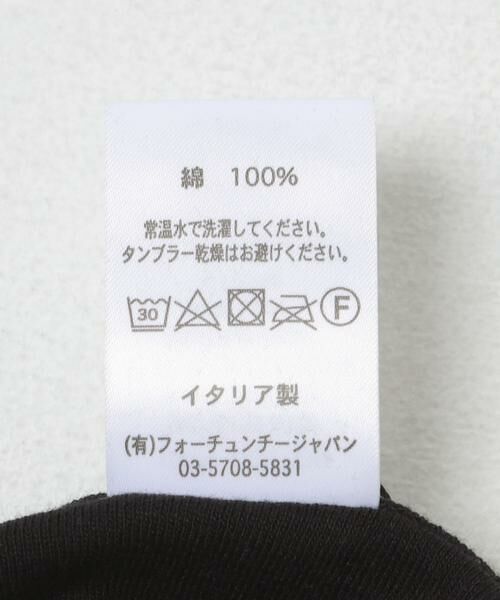 綿 100%
常温水で洗濯してください。
タンブラー乾燥はお避けください。
30 F
イタリア製
(有)フォーチュンチージャパン
03-5708-5831